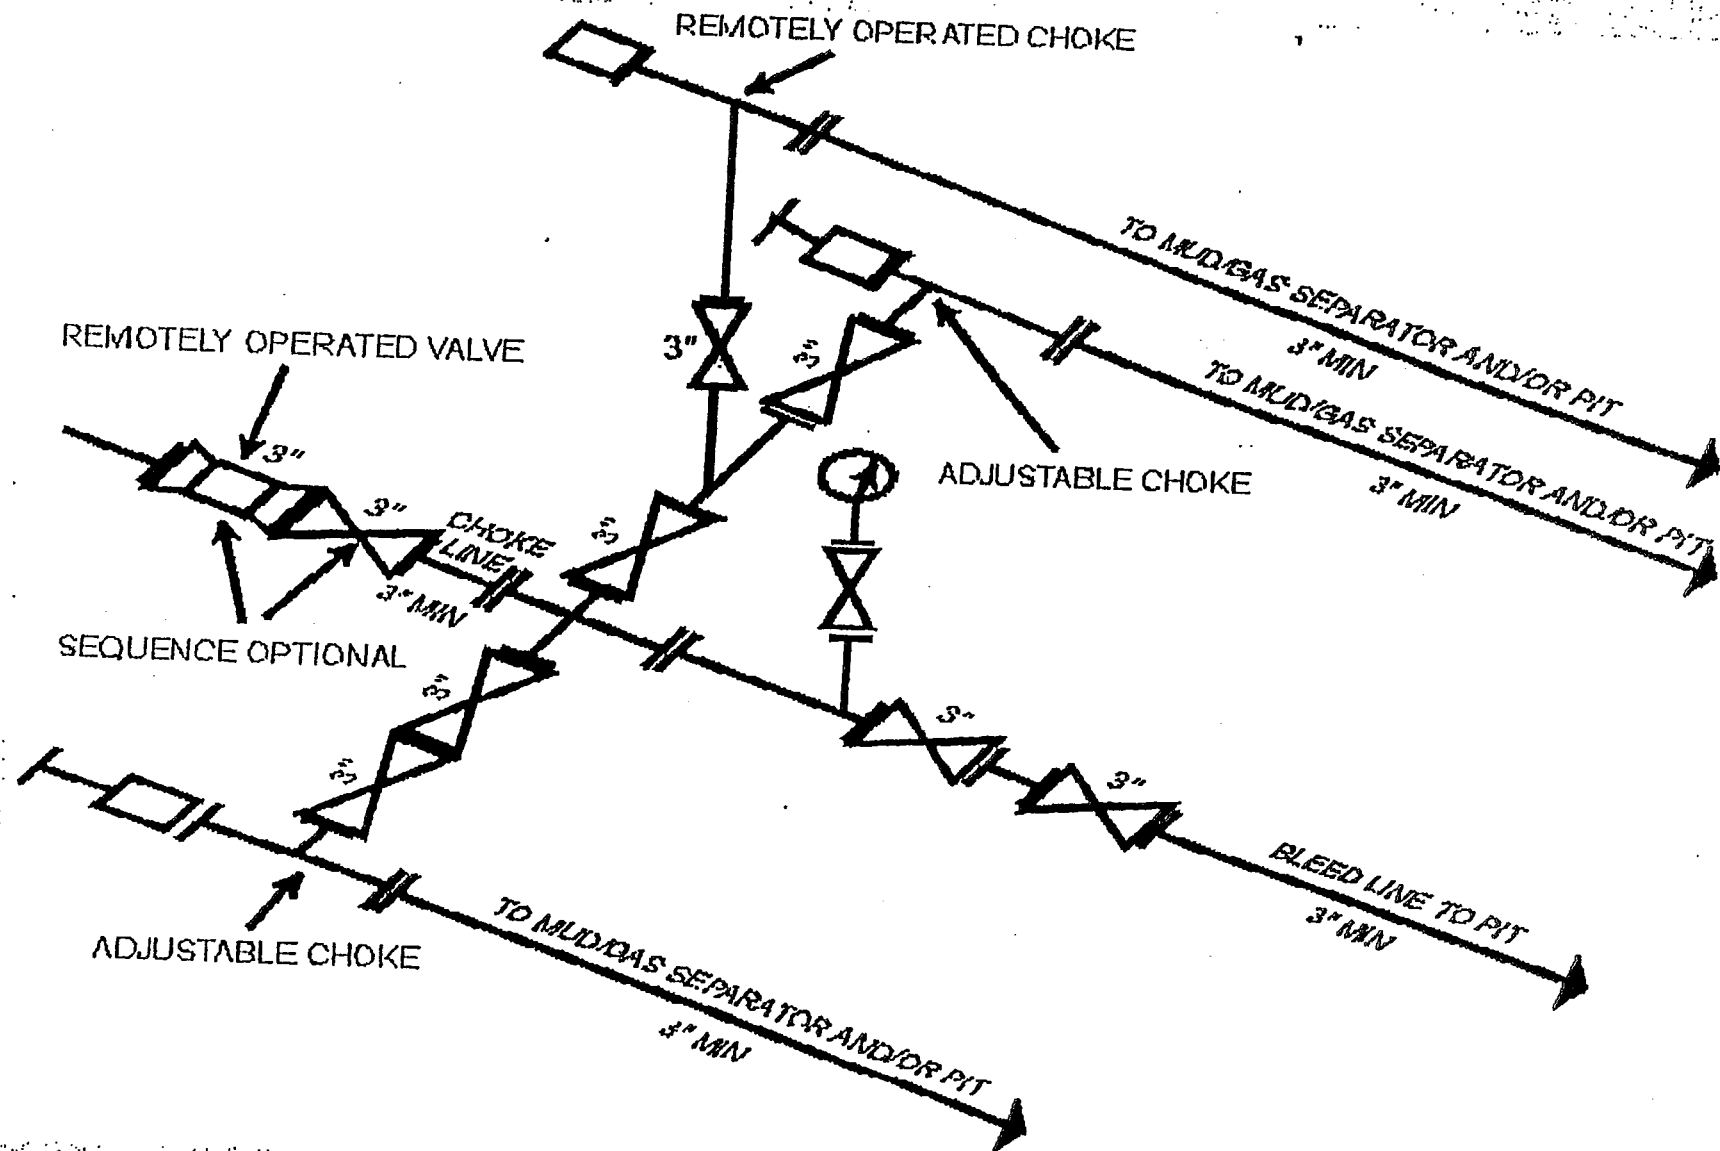 REMOTELY OPERATED CHOKE
TO MUD/GAS SEPARATOR AND/OR PIT
3" MIN
REMOTELY OPERATED VALVE
3"
3"
TO MUD/GAS SEPARATOR AND/OR PIT
3" MIN
ADJUSTABLE CHOKE
3"
3"
CHOKE
LINE
3" MIN
3"
SEQUENCE OPTIONAL
3"
3"
3"
3"
BLEED LINE TO PIT
3" MIN
ADJUSTABLE CHOKE
TO MUD/GAS SEPARATOR AND/OR PIT
3" MIN